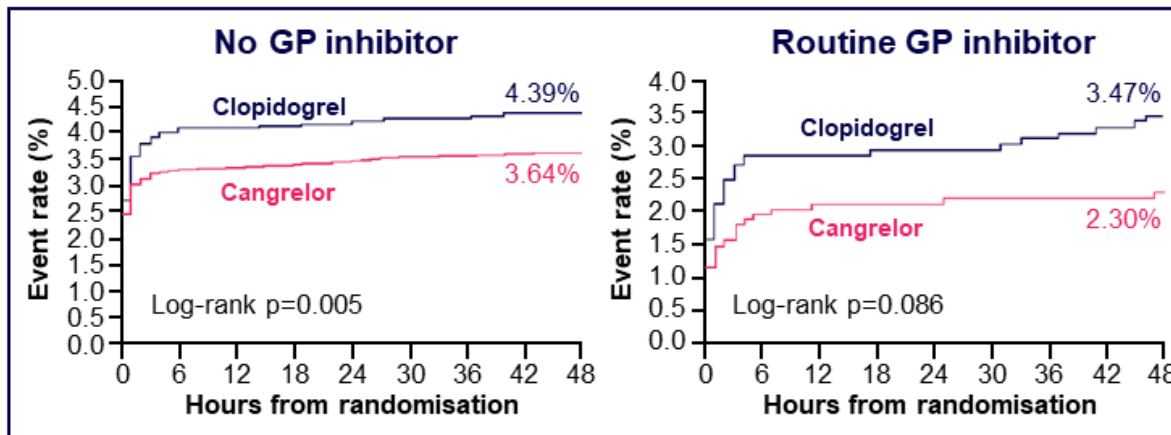 No GP inhibitor
Event rate (%)
5.0
4.5
4.0
3.5
3.0
2.5
2.0
1.5
1.0
0.5
0.0
Clopidogrel
4.39%
Cangrelor
3.64%
Log-rank p=0.005
0 6 12 18 24 30 36 42 48
Hours from randomisation
Routine GP inhibitor
Event rate (%)
4.0
3.5
3.0
2.5
2.0
1.5
1.0
0.5
0.0
Clopidogrel
3.47%
Cangrelor
2.30%
Log-rank p=0.086
0 6 12 18 24 30 36 42 48
Hours from randomisation